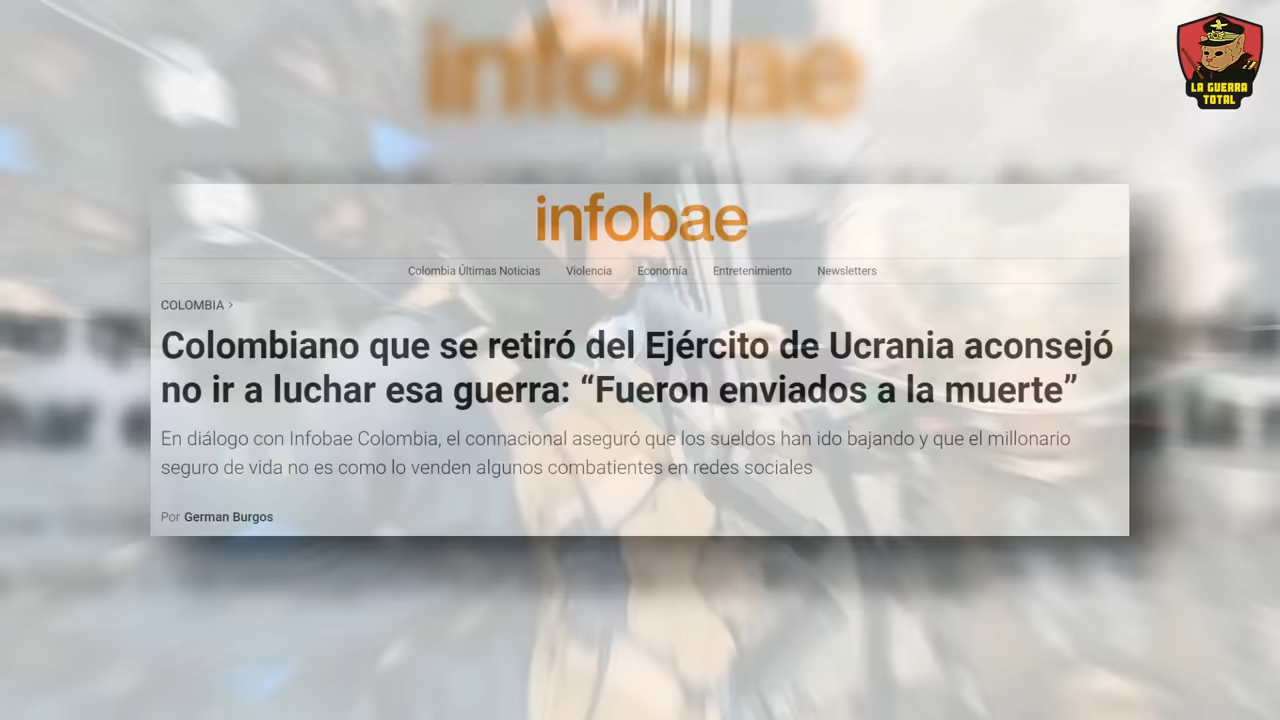 infobae
LA GUERRA
TOTAL
infobae
Colombia Últimas Noticias Violencia Economía Entretenimiento Newsletters
COLOMBIA >
Colombiano que se retiró del Ejército de Ucrania aconsejó
no ir a luchar esa guerra: “Fueron enviados a la muerte”
En diálogo con Infobae Colombia, el connacional aseguró que los sueldos han ido bajando y que el millonario
seguro de vida no es como lo venden algunos combatientes en redes sociales
Por German Burgos